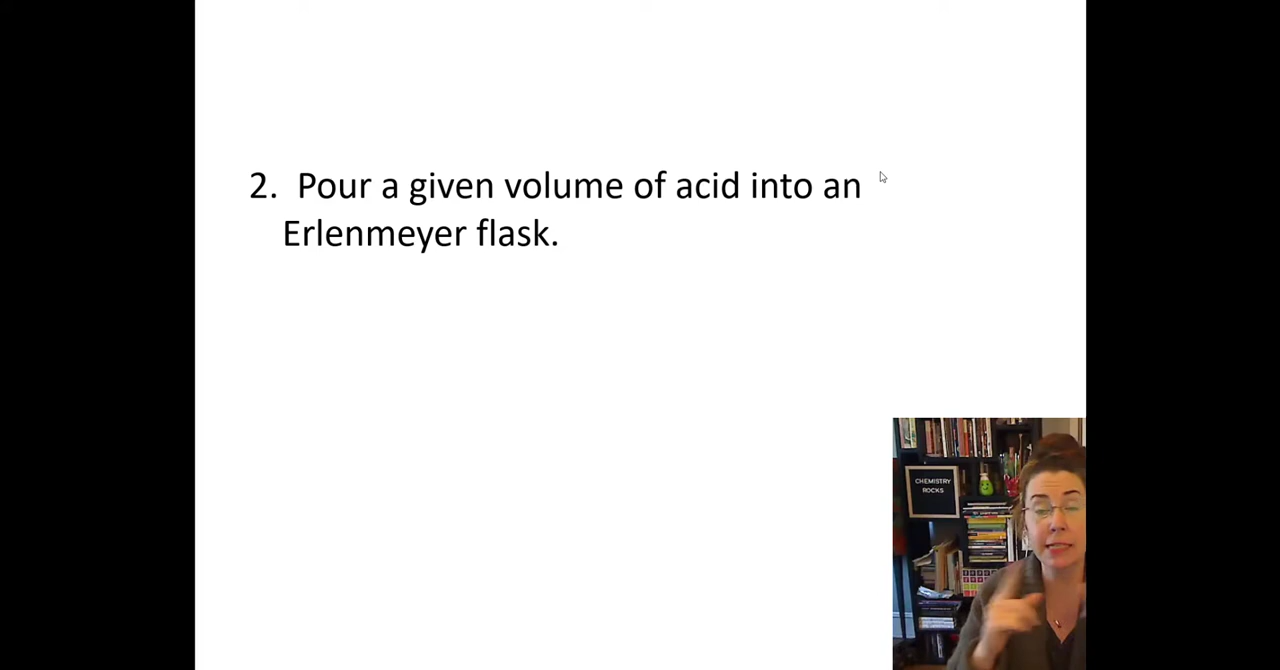 2. Pour a given volume of acid into an
Erlenmeyer flask.
CHEMISTRY
ROCKS